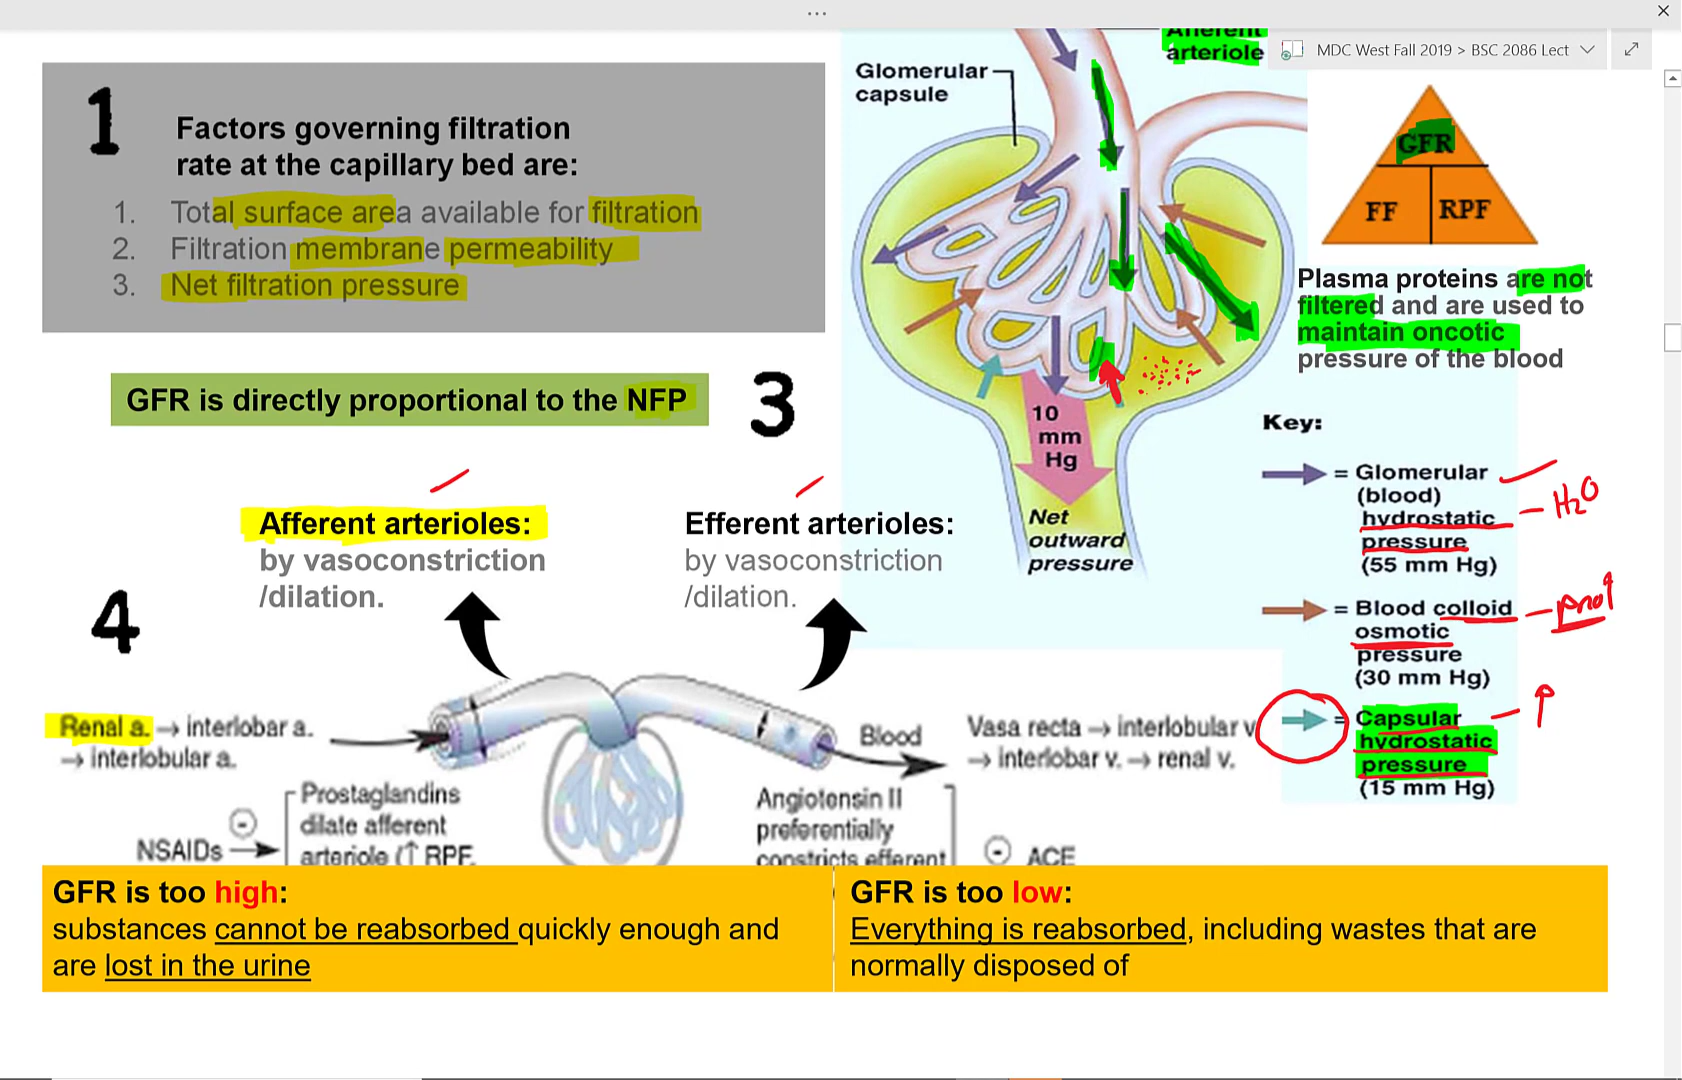 MDC West Fall 2019 > BSC 2086 Lect
1
Factors governing filtration
rate at the capillary bed are:
1. Total surface area available for filtration
2. Filtration membrane permeability
3. Net filtration pressure
GFR is directly proportional to the NFP
3
Glomerular
capsule
Afferent
arteriole
10
mm
Hg
Net
outward
pressure
GFR
FF
RPF
Plasma proteins are not
filtered and are used to
maintain oncotic
pressure of the blood
Key:
= Glomerular
(blood)
hydrostatic
pressure
(55 mm Hg)
H2O
= Blood colloid
osmotic
pressure
(30 mm Hg)
= Capsular
hydrostatic
pressure
(15 mm Hg)
4
Afferent arterioles:
by vasoconstriction
/dilation.
Efferent arterioles:
by vasoconstriction
/dilation.
Renal a. → interlobar a.
→ interlobular a.
Blood
Vasa recta → interlobular v
→ interlobar v. → renal v.
NSAIDs
Prostaglandins
dilate afferent
arteriole (↑ RPF,
Angiotensin II
preferentially
constricts efferent
ACE
GFR is too high:
substances cannot be reabsorbed quickly enough and
are lost in the urine
GFR is too low:
Everything is reabsorbed, including wastes that are
normally disposed of